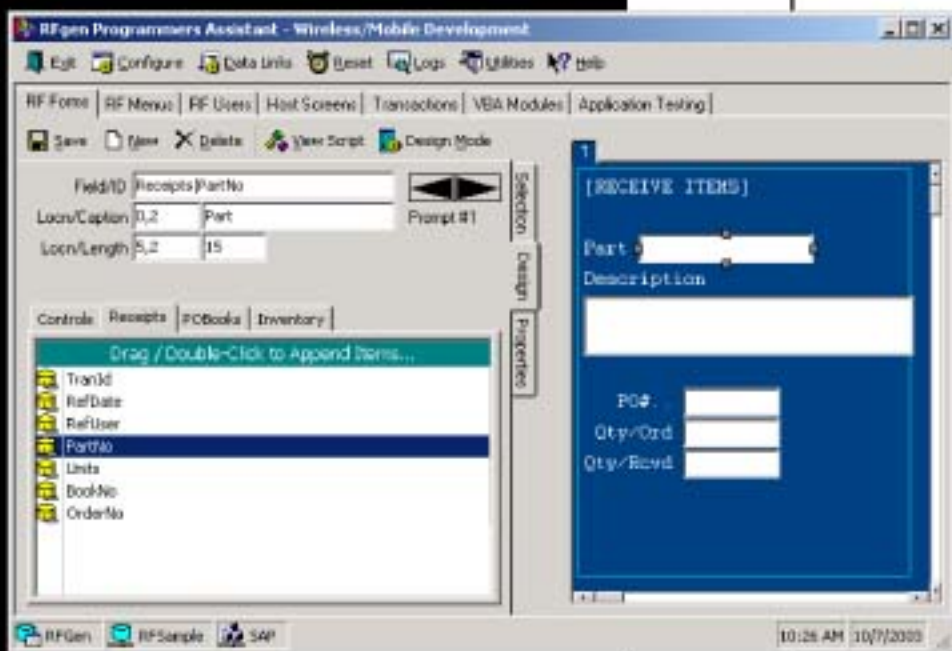 RFgen Programmers Assistant - Wireless/Mobile Development
Exit Configure Data Links Reset Logs Utilities Help
RF Forms RF Menus RF Users Host Screens Transactions VBA Modules Application Testing
Save New Delete View Script Design Mode
Field/ID Receipts|PartNo
Locn/Caption 0,2 Part Prompt #1
Locn/Length 5,2 15
Selection
Design
Properties
Controls Receipts POBooks Inventory
Drag / Double-Click to Append Items...
TranId
RefDate
RefUser
PartNo
Units
BookNo
OrderNo
1
[RECEIVE ITEMS]
Part
Description
PO#.
Qty/Ord
Qty/Rcvd
RFGen RFSample SAP 10:26 AM 10/7/2003